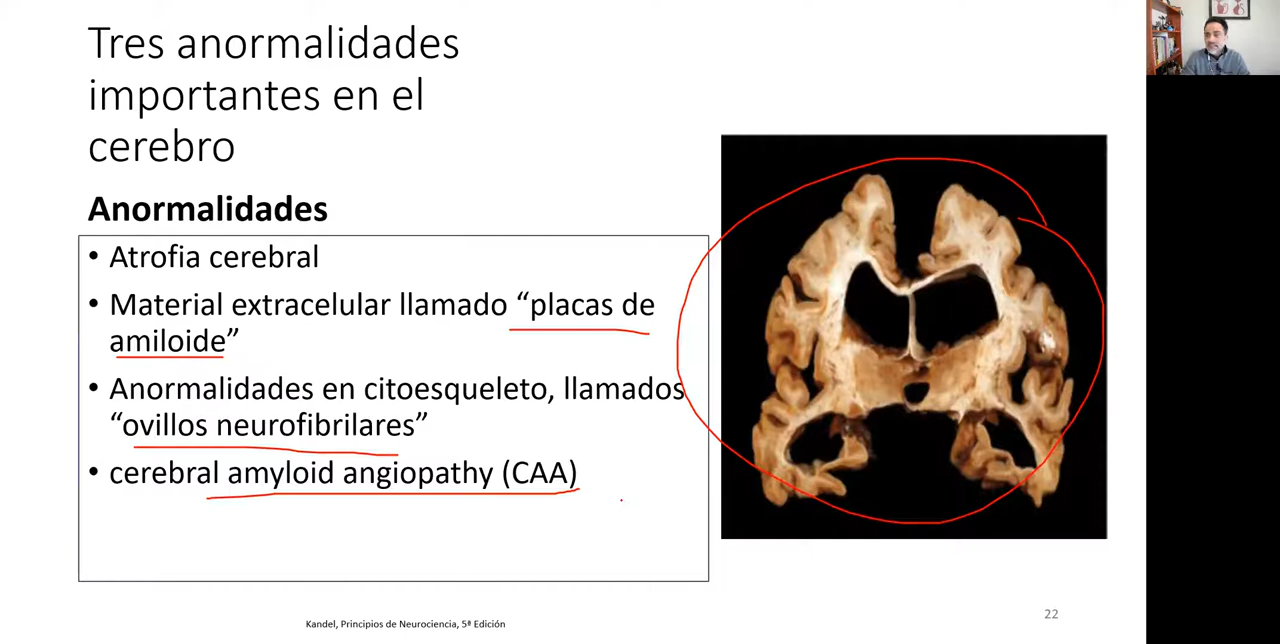 Tres anormalidades
importantes en el
cerebro
Anormalidades
• Atrofia cerebral
• Material extracelular llamado “placas de
amiloide”
• Anormalidades en citoesqueleto, llamados
“ovillos neurofibrilares”
• cerebral amyloid angiopathy (CAA)
Kandel, Principios de Neurociencia, 5ª Edición
22